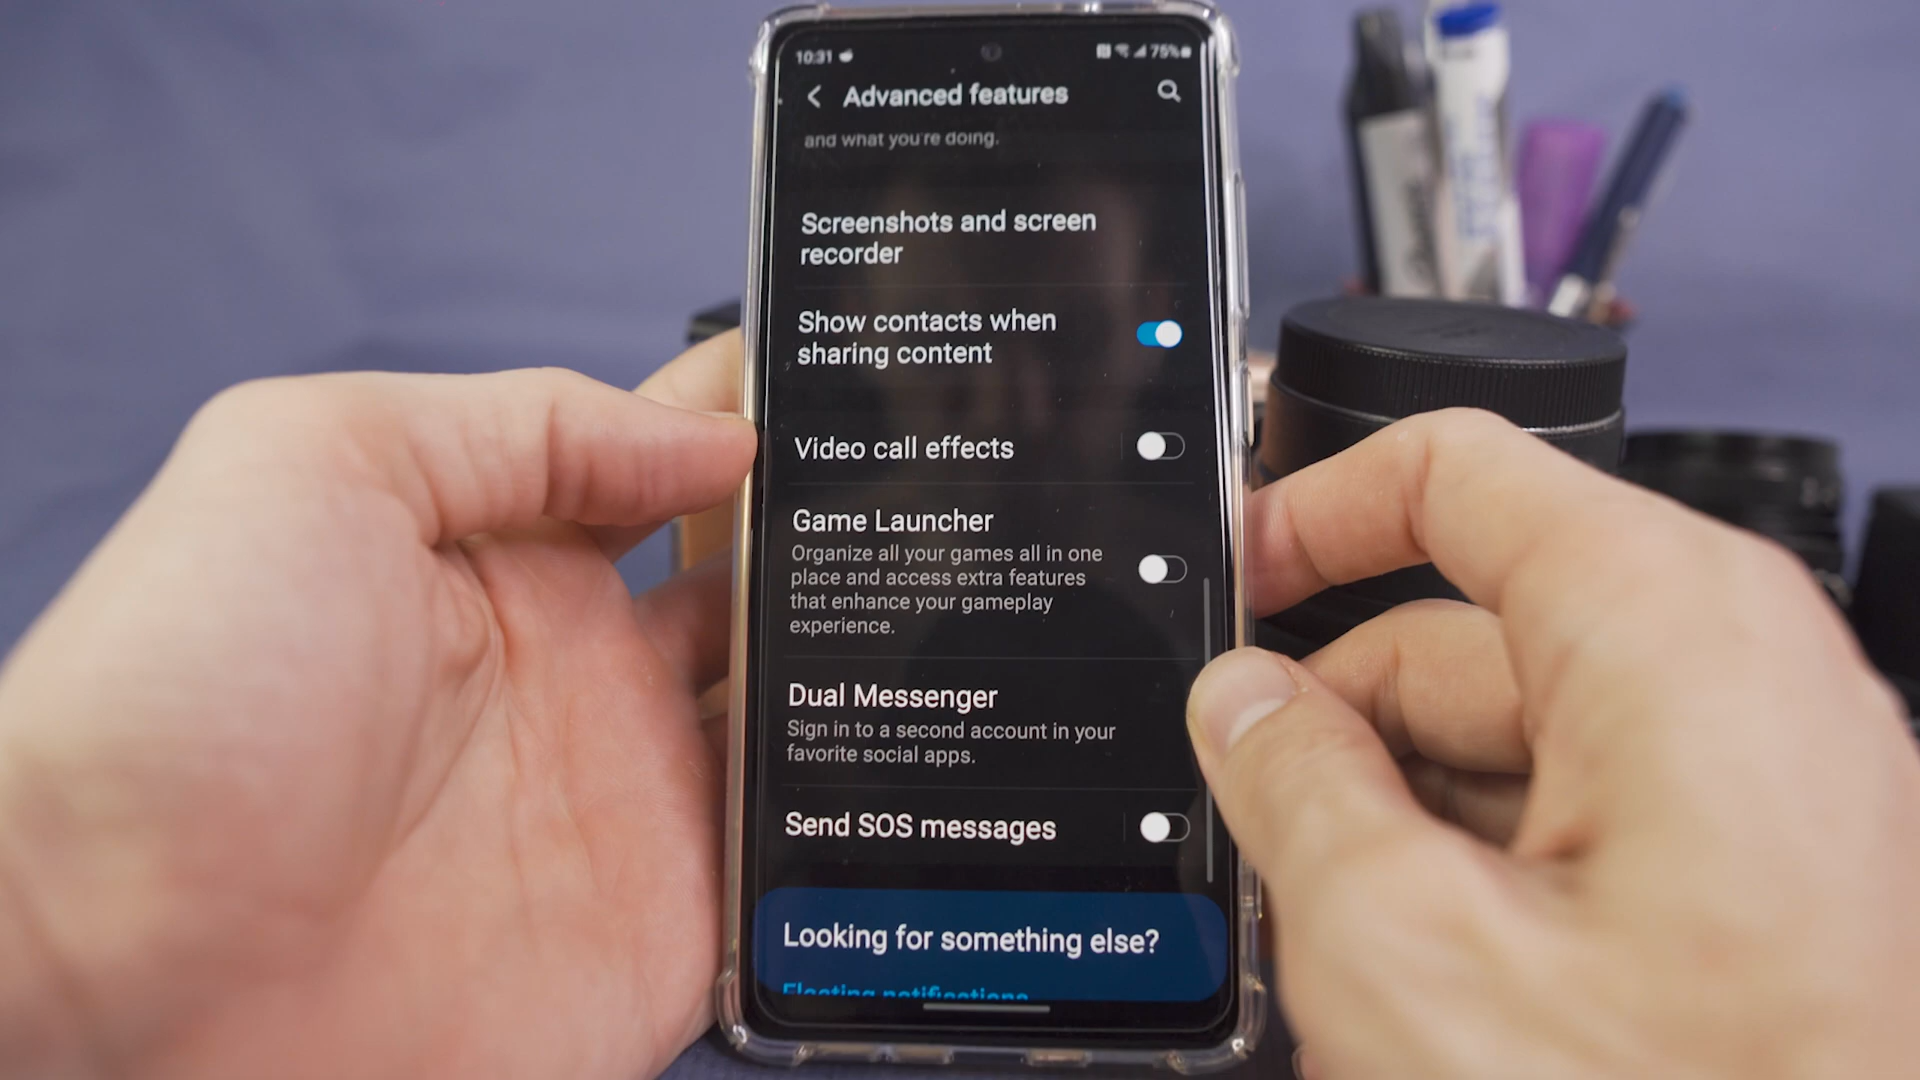 10:31
75%
Advanced features
and what you're doing.
Screenshots and screen
recorder
Show contacts when
sharing content
Video call effects
Game Launcher
Organize all your games all in one
place and access extra features
that enhance your gameplay
experience.
Dual Messenger
Sign in to a second account in your
favorite social apps.
Send SOS messages
Looking for something else?
Floating notifications